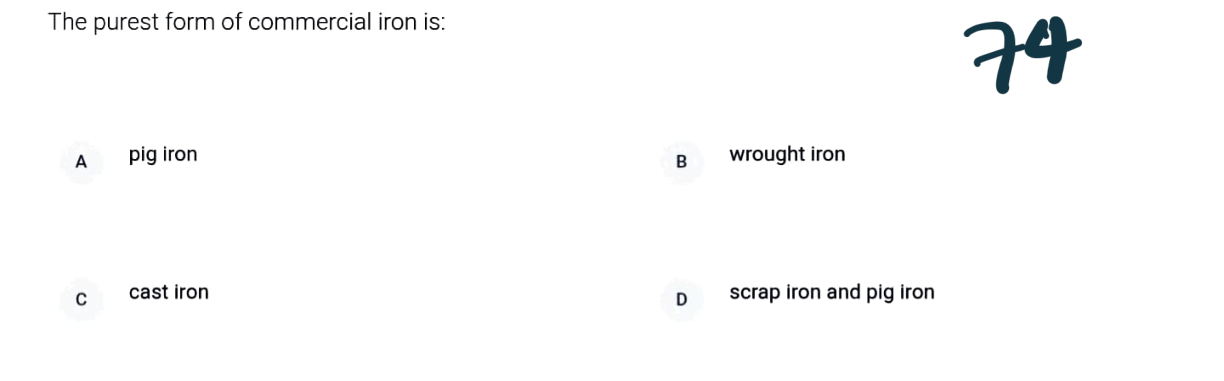 The purest form of commercial iron is:
74
A pig iron
B wrought iron
C cast iron
D scrap iron and pig iron